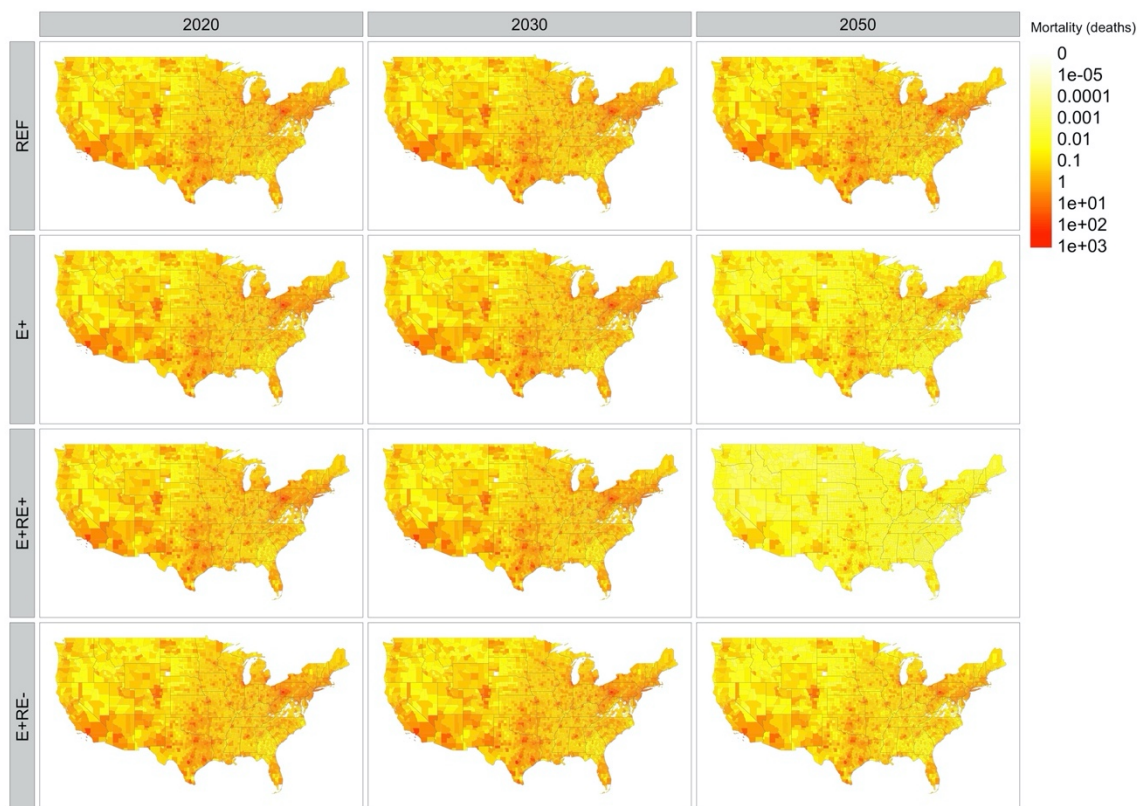 2020
2030
2050
Mortality (deaths)
0
1e-05
0.0001
0.001
0.01
0.1
1
1e+01
1e+02
1e+03
REF
E+
E+RE+
E+RE-